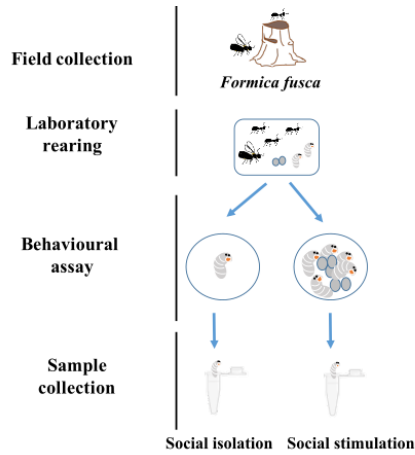 Field collection
Formica fusca
Laboratory
rearing
Behavioural
assay
Sample
collection
Social isolation Social stimulation